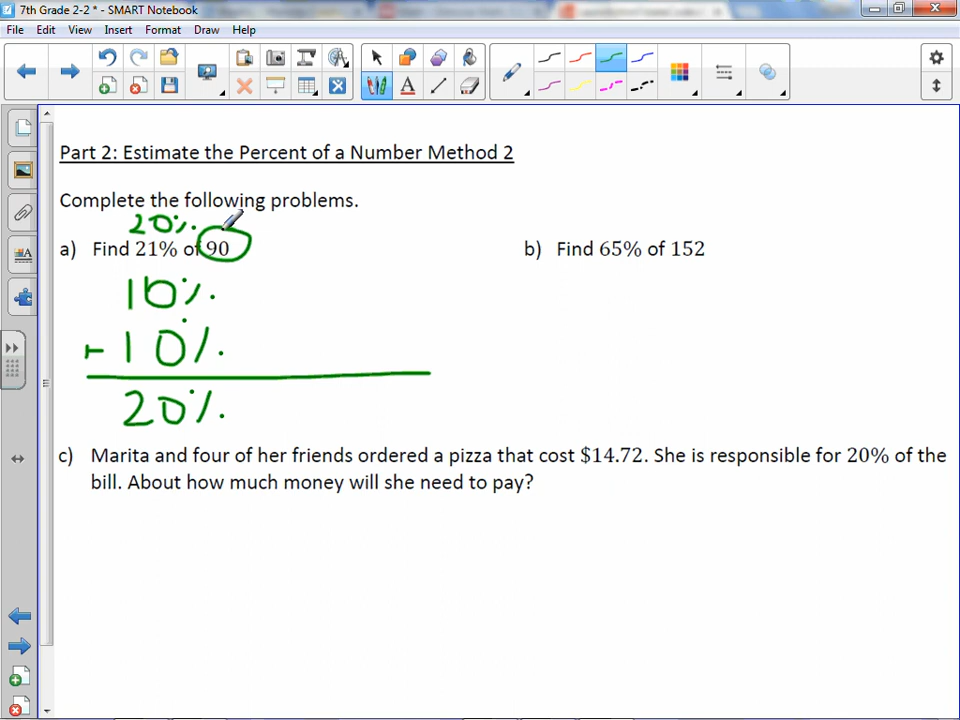 7th Grade 2-2 * - SMART Notebook
File Edit View Insert Format Draw Help
Part 2: Estimate the Percent of a Number Method 2
Complete the following problems.
20%.
a) Find 21% of 90
b) Find 65% of 152
10%.
+10%.
20%.
c) Marita and four of her friends ordered a pizza that cost $14.72. She is responsible for 20% of the
bill. About how much money will she need to pay?